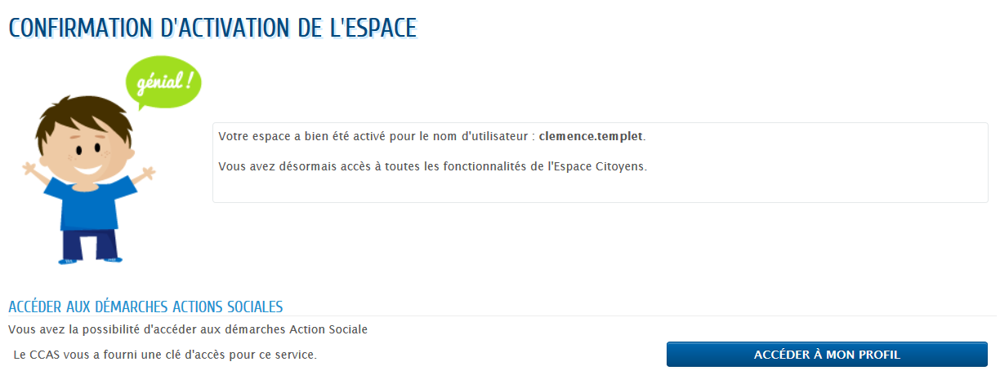 CONFIRMATION D'ACTIVATION DE L'ESPACE
génial !
Votre espace a bien été activé pour le nom d'utilisateur : clemence.templet.
Vous avez désormais accès à toutes les fonctionnalités de l'Espace Citoyens.
ACCÉDER AUX DÉMARCHES ACTIONS SOCIALES
Vous avez la possibilité d'accéder aux démarches Action Sociale
Le CCAS vous a fourni une clé d'accès pour ce service.
ACCÉDER À MON PROFIL